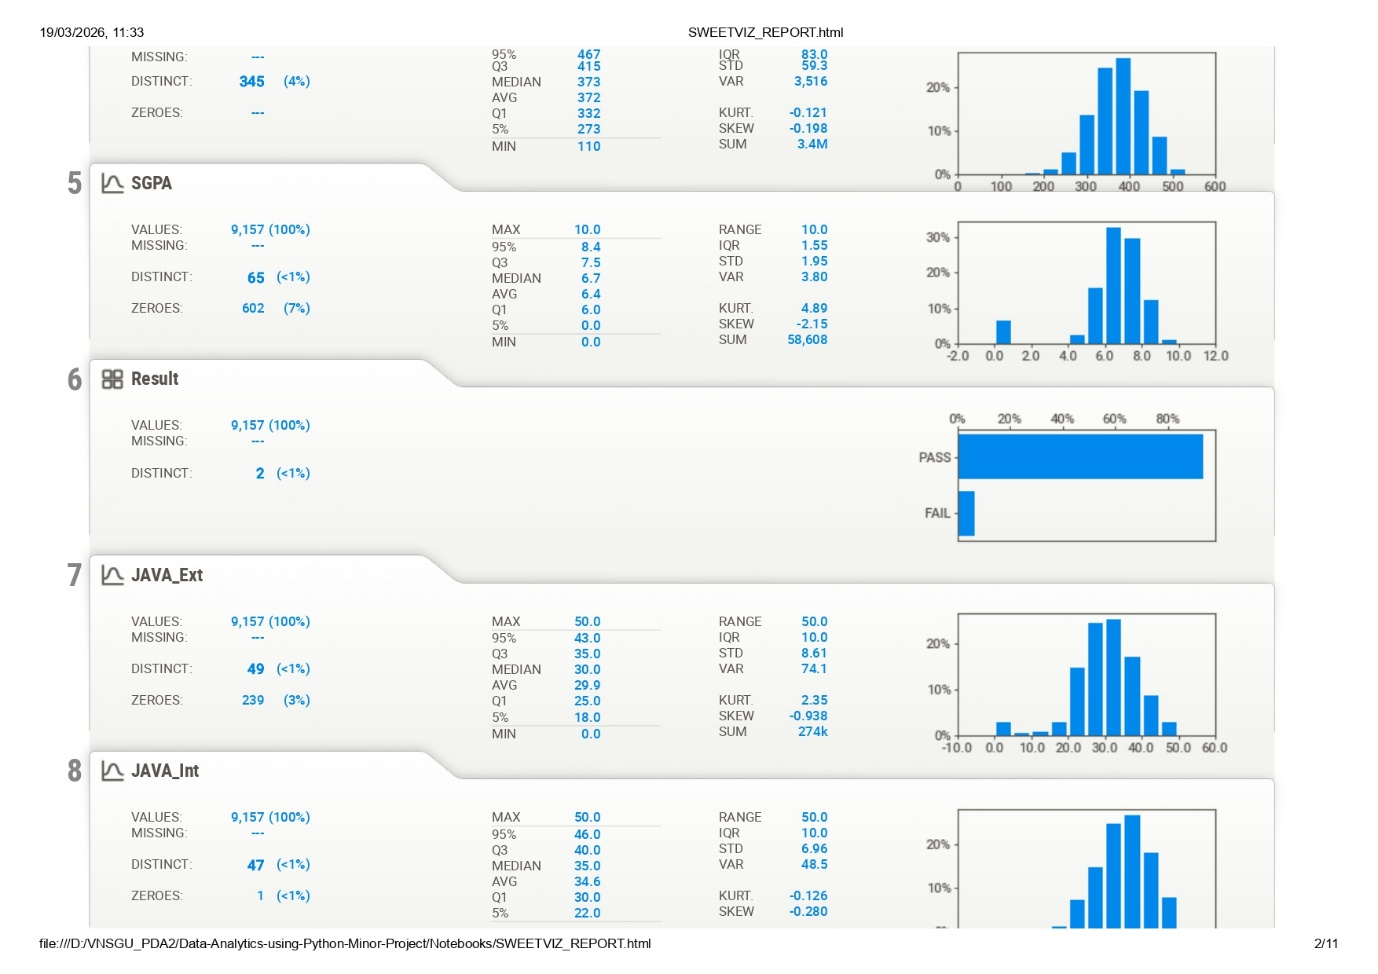 19/03/2026, 11:33 SWEETVIZ_REPORT.html
MISSING: ---
DISTINCT: 345 (4%)
ZEROES: ---
95% 467
Q3 415
MEDIAN 373
AVG 372
Q1 332
5% 273
MIN 110
IQR 83.0
STD 59.3
VAR 3,516
KURT. -0.121
SKEW -0.198
SUM 3.4M
20%
10%
0%
0 100 200 300 400 500 600
5 SGPA
VALUES: 9,157 (100%)
MISSING: ---
DISTINCT: 65 (<1%)
ZEROES: 602 (7%)
MAX 10.0
95% 8.4
Q3 7.5
MEDIAN 6.7
AVG 6.4
Q1 6.0
5% 0.0
MIN 0.0
RANGE 10.0
IQR 1.55
STD 1.95
VAR 3.80
KURT. 4.89
SKEW -2.15
SUM 58,608
30%
20%
10%
0%
-2.0 0.0 2.0 4.0 6.0 8.0 10.0 12.0
6 Result
VALUES: 9,157 (100%)
MISSING: ---
DISTINCT: 2 (<1%)
0% 20% 40% 60% 80%
PASS
FAIL
7 JAVA_Ext
VALUES: 9,157 (100%)
MISSING: ---
DISTINCT: 49 (<1%)
ZEROES: 239 (3%)
MAX 50.0
95% 43.0
Q3 35.0
MEDIAN 30.0
AVG 29.9
Q1 25.0
5% 18.0
MIN 0.0
RANGE 50.0
IQR 10.0
STD 8.61
VAR 74.1
KURT. 2.35
SKEW -0.938
SUM 274k
20%
10%
0%
-10.0 0.0 10.0 20.0 30.0 40.0 50.0 60.0
8 JAVA_Int
VALUES: 9,157 (100%)
MISSING: ---
DISTINCT: 47 (<1%)
ZEROES: 1 (<1%)
MAX 50.0
95% 46.0
Q3 40.0
MEDIAN 35.0
AVG 34.6
Q1 30.0
5% 22.0
RANGE 50.0
IQR 10.0
STD 6.96
VAR 48.5
KURT. -0.126
SKEW -0.280
20%
10%
file:///D:/VNSGU_PDA2/Data-Analytics-using-Python-Minor-Project/Notebooks/SWEETVIZ_REPORT.html 2/11